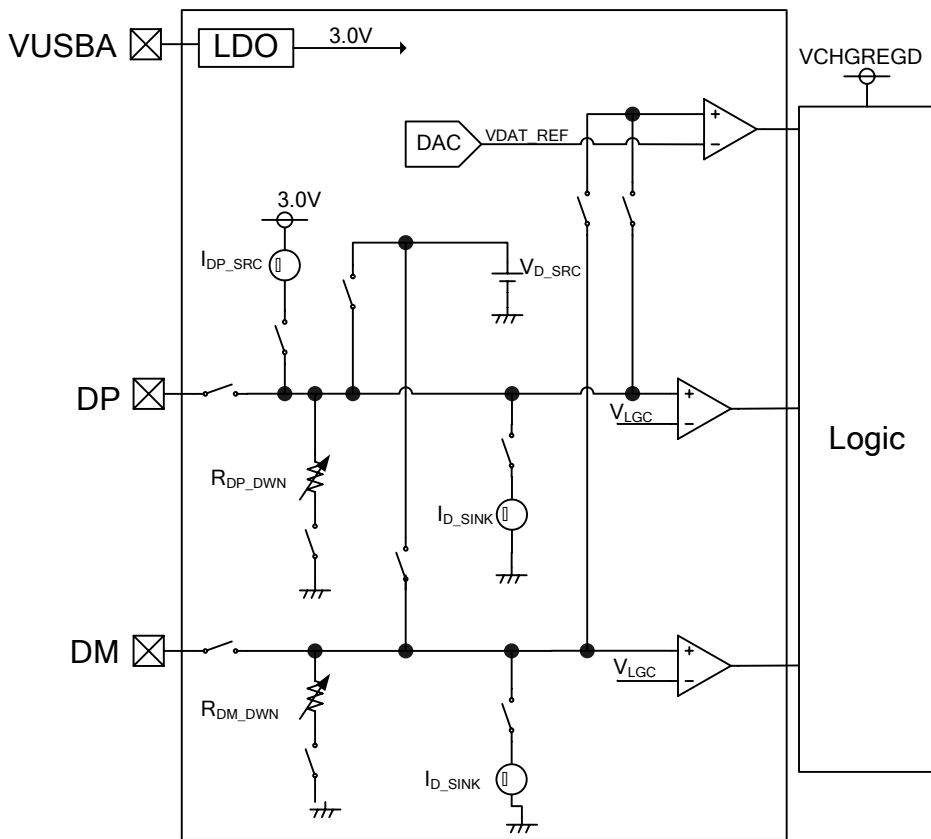 VUSBA
LDO
3.0V
VCHGREGD
DAC
VDAT_REF
+
−
3.0V
IDP_SRC
VD_SRC
DP
+
VLGC
−
Logic
RDP_DWN
ID_SINK
DM
+
VLGC
−
RDM_DWN
ID_SINK